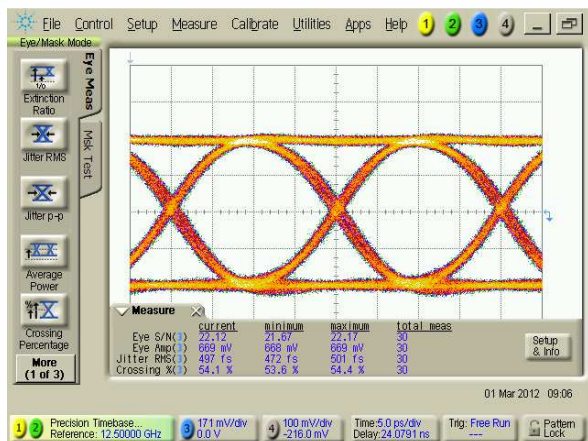 File Control Setup Measure Calibrate Utilities Apps Help 1 2 3 4
Eye/Mask Mode
Extinction
Ratio
Jitter RMS
Jitter p-p
Average
Power
Crossing
Percentage
More
(1 of 3)
Eye Meas
Msk Test
Measure
current minimum maximum total meas
Eye S/N(3) 22.12 21.67 22.17 30
Eye Amp(3) 669 mV 668 mV 669 mV 30
Jitter RMS(3) 497 fs 472 fs 501 fs 30
Crossing %(3) 54.1 % 53.6 % 54.4 % 30
Setup
& Info
01 Mar 2012 09:06
1 2 Precision Timebase...
Reference: 12.50000 GHz
3 171 mV/div
0.0 V
4 100 mV/div
-216.0 mV
Time:5.0 ps/div
Delay:24.0791 ns
Trig: Free Run
---
Pattern
Lock